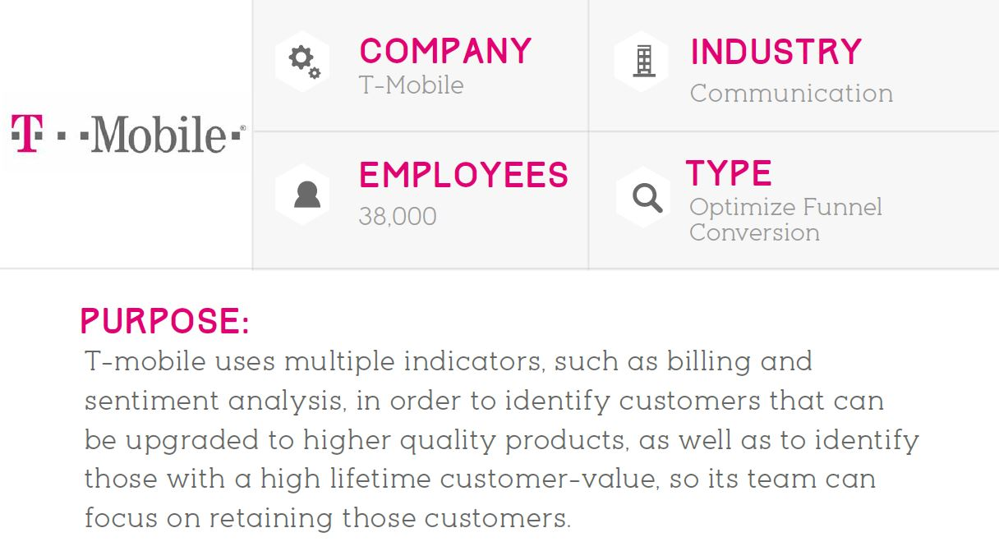 T··Mobile·®
COMPANY
T-Mobile
INDUSTRY
Communication
EMPLOYEES
38,000
TYPE
Optimize Funnel
Conversion
PURPOSE:
T-mobile uses multiple indicators, such as billing and
sentiment analysis, in order to identify customers that can
be upgraded to higher quality products, as well as to identify
those with a high lifetime customer-value, so its team can
focus on retaining those customers.